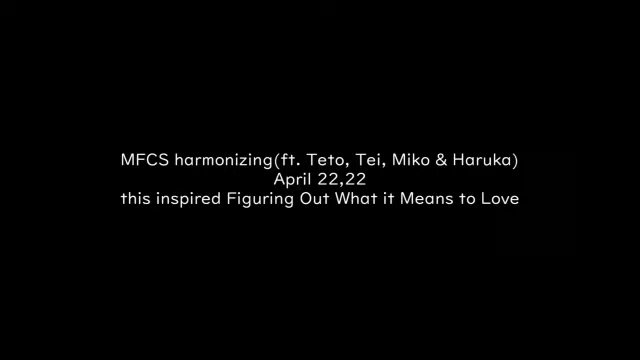 MFCS harmonizing(ft. Teto, Tei, Miko & Haruka)
April 22,22
this inspired Figuring Out What it Means to Love